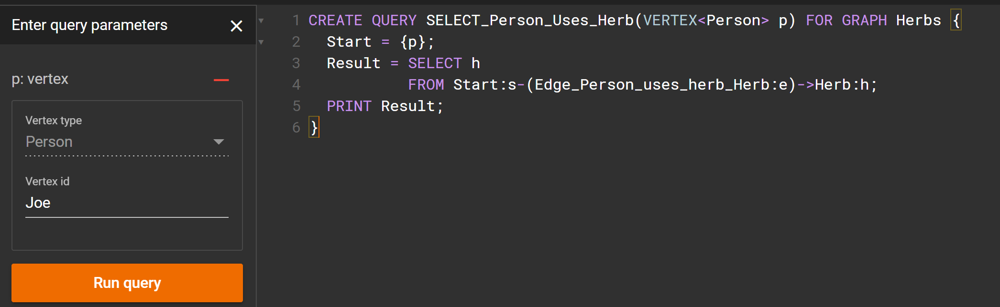 Enter query parameters
p: vertex
Vertex type
Person
Vertex id
Joe
Run query
1 CREATE QUERY SELECT_Person_Uses_Herb(VERTEX<Person> p) FOR GRAPH Herbs {
2   Start = {p};
3   Result = SELECT h
4            FROM Start:s-(Edge_Person_uses_herb_Herb:e)->Herb:h;
5   PRINT Result;
6 }